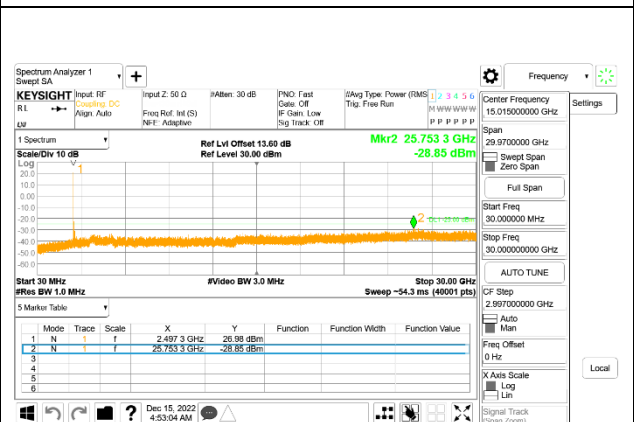 Spectrum Analyzer 1
Swept SA
Frequency
Settings
KEYSIGHT
Input: RF
Coupling: DC
Align: Auto
Input Z: 50 Ω
Freq Ref: Int (S)
NFE: Adaptive
#Atten: 30 dB
PNO: Fast
Gate: Off
IF Gain: Low
Sig Track: Off
#Avg Type: Power (RMS
Trig: Free Run
1 2 3 4 5 6
M W W W W W
P P P P P P
RL
1 Spectrum
Scale/Div 10 dB
Log
Ref Lvl Offset 13.60 dB
Ref Level 30.00 dBm
Mkr2 25.753 3 GHz
-28.85 dBm
20.0
10.0
0.00
-10.0
-20.0
-30.0
-40.0
-50.0
-60.0
1
2
Start 30 MHz
#Res BW 1.0 MHz
#Video BW 3.0 MHz
Stop 30.00 GHz
Sweep ~54.3 ms (40001 pts)
5 Marker Table
Mode Trace Scale X Y Function Function Width Function Value
1 N 1 f 2.497 3 GHz 26.98 dBm
2 N 1 f 25.753 3 GHz -28.85 dBm
3
4
5
6
Dec 15, 2022
4:53:04 AM
Center Frequency
15.015000000 GHz
Span
29.9700000 GHz
Swept Span
Zero Span
Full Span
Start Freq
30.000000 MHz
Stop Freq
30.000000000 GHz
AUTO TUNE
CF Step
2.997000000 GHz
Auto
Man
Freq Offset
0 Hz
X Axis Scale
Log
Lin
Signal Track
(Span Zoom)
Local